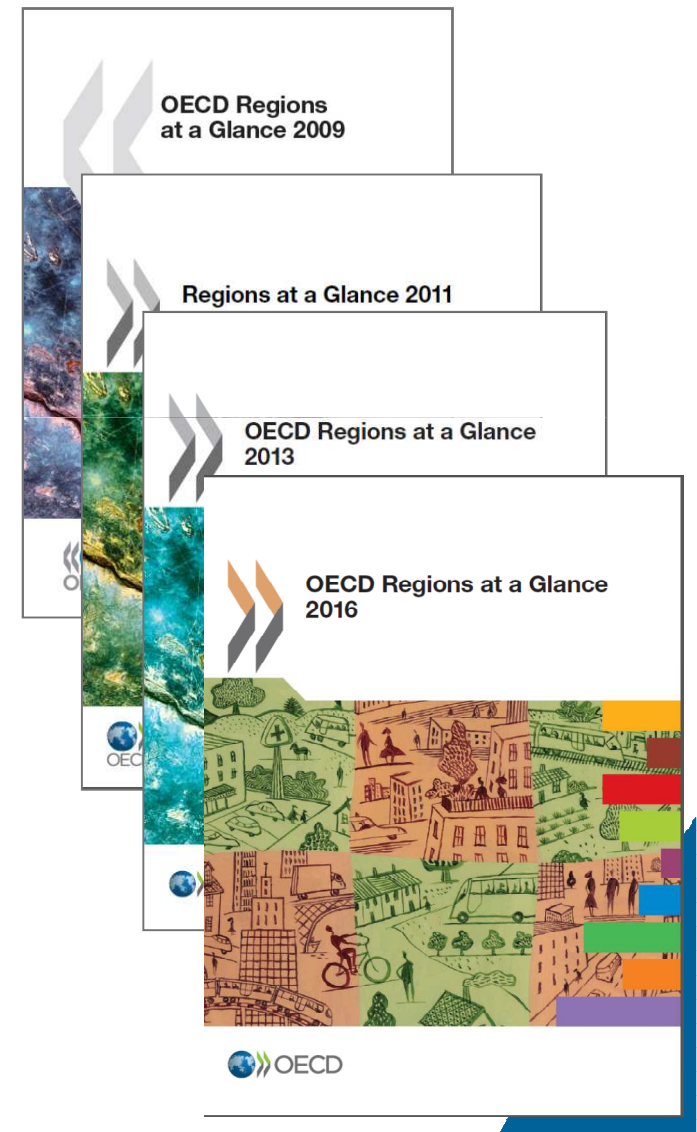 OECD Regions
at a Glance 2009
Regions at a Glance 2011
OECD Regions at a Glance
2013
OECD Regions at a Glance
2016
OECD